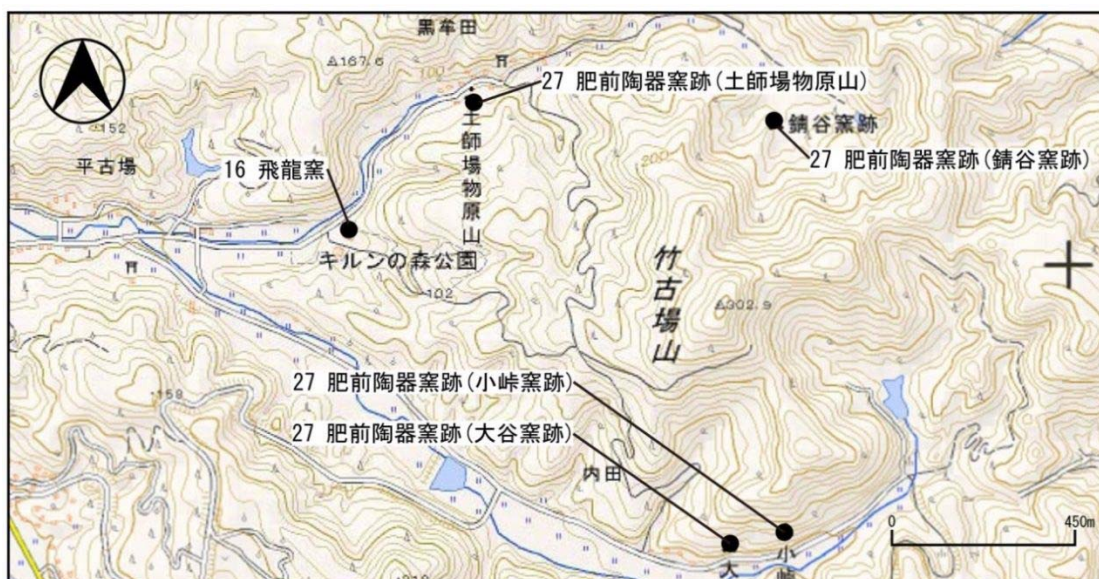 黒牟田
167.6
100
27 肥前陶器窯跡(土師場物原山)
土師場物原山
152
平古場
16 飛龍窯
錆谷窯跡
27 肥前陶器窯跡(錆谷窯跡)
200
キルンの森公園
102
竹古場山
302.9
27 肥前陶器窯跡(小峠窯跡)
159
27 肥前陶器窯跡(大谷窯跡)
内田
0
450m
大
小峠